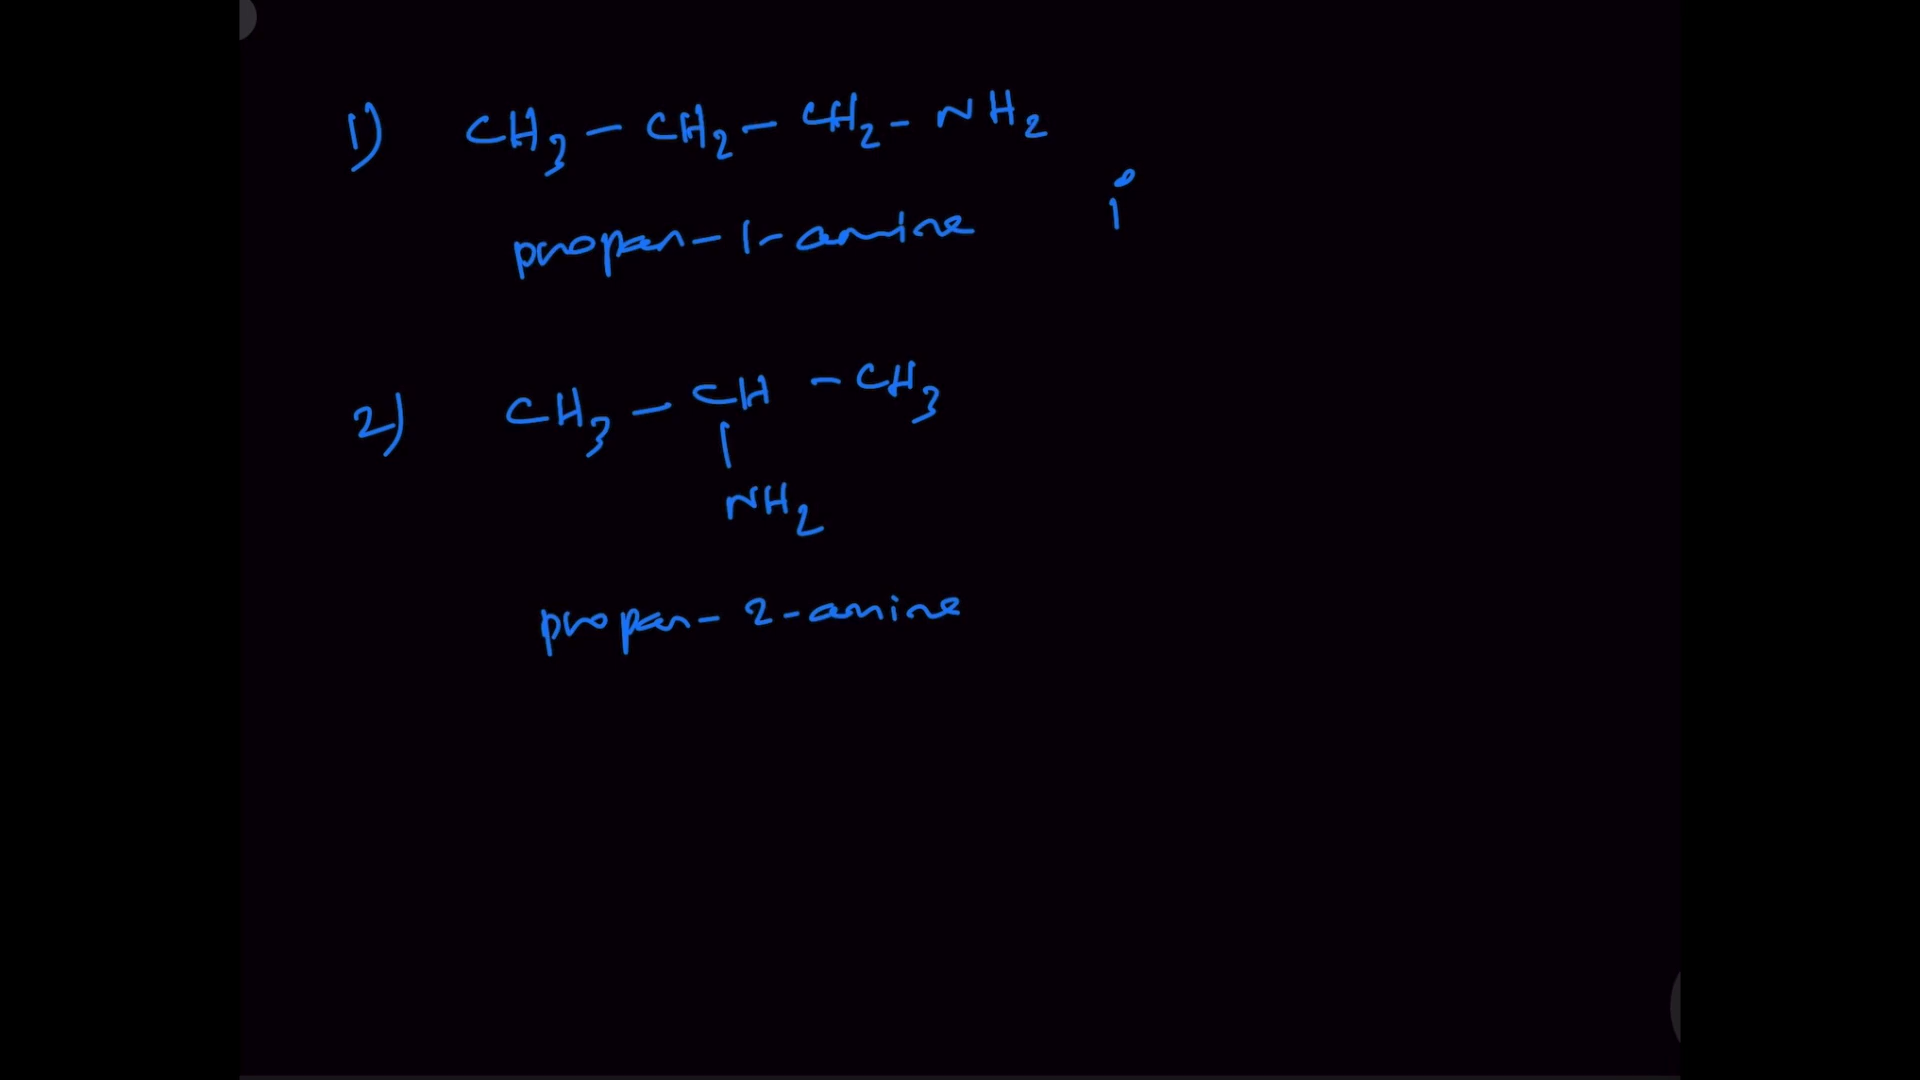 1) CH₃ - CH₂ - CH₂ - NH₂
1°
propan-1-amine
2) CH₃ - CH - CH₃
|
NH₂
propan-2-amine